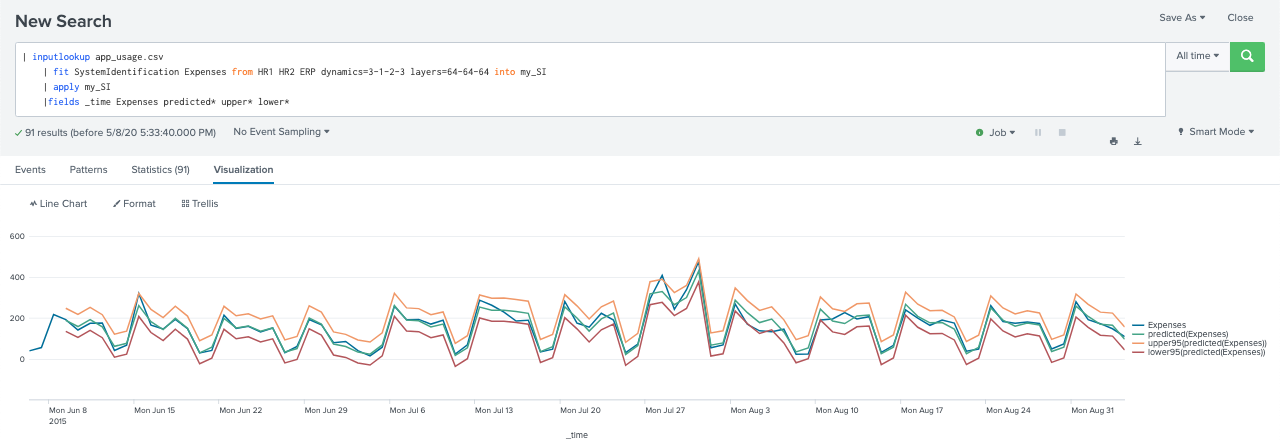 New Search
Save As ▾ Close
| inputlookup app_usage.csv
| fit SystemIdentification Expenses from HR1 HR2 ERP dynamics=3-1-2-3 layers=64-64-64 into my_SI
| apply my_SI
|fields _time Expenses predicted* upper* lower*
All time ▾
✓ 91 results (before 5/8/20 5:33:40.000 PM) No Event Sampling ▾
Job ▾
Smart Mode ▾
Events Patterns Statistics (91) Visualization
Line Chart Format Trellis
600
400
200
0
Expenses
predicted(Expenses)
upper95(predicted(Expenses))
lower95(predicted(Expenses))
Mon Jun 8 Mon Jun 15 Mon Jun 22 Mon Jun 29 Mon Jul 6 Mon Jul 13 Mon Jul 20 Mon Jul 27 Mon Aug 3 Mon Aug 10 Mon Aug 17 Mon Aug 24 Mon Aug 31
2015
_time